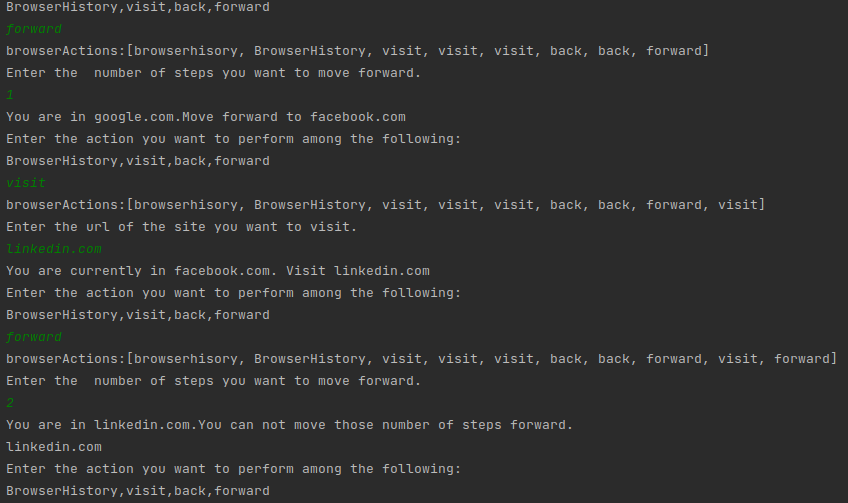 BrowserHistory,visit,back,forward
forward
browserActions:[browserhisory, BrowserHistory, visit, visit, visit, back, back, forward]
Enter the  number of steps you want to move forward.
1
You are in google.com.Move forward to facebook.com
Enter the action you want to perform among the following:
BrowserHistory,visit,back,forward
visit
browserActions:[browserhisory, BrowserHistory, visit, visit, visit, back, back, forward, visit]
Enter the url of the site you want to visit.
linkedin.com
You are currently in facebook.com. Visit linkedin.com
Enter the action you want to perform among the following:
BrowserHistory,visit,back,forward
forward
browserActions:[browserhisory, BrowserHistory, visit, visit, visit, back, back, forward, visit, forward]
Enter the  number of steps you want to move forward.
2
You are in linkedin.com.You can not move those number of steps forward.
linkedin.com
Enter the action you want to perform among the following:
BrowserHistory,visit,back,forward